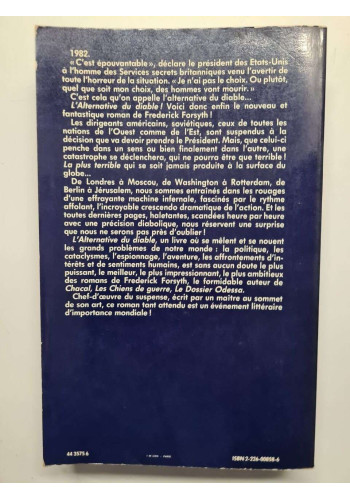 1982.
« C'est épouvantable », déclare le président des Etats-Unis
à l'homme des Services secrets britanniques venu l'avertir de
toute l'horreur de la situation. « Je n'ai pas le choix. Ou plutôt,
quel que soit mon choix, des hommes vont mourir. »
C'est cela qu'on appelle l'alternative du diable...
L'Alternative du diable ! Voici donc enfin le nouveau et
fantastique roman de Frederick Forsyth !
Les dirigeants américains, soviétiques, ceux de toutes les
nations de l'Ouest comme de l'Est, sont suspendus à la
décision que va devoir prendre le Président. Mais, que celui-ci
penche dans un sens ou bien finalement dans l'autre, une
catastrophe se déclenchera, qui ne pourra être que terrible !
La plus terrible qui se soit jamais produite à la surface du
globe...
De Londres à Moscou, de Washington à Rotterdam, de
Berlin à Jérusalem, nous sommes entraînés dans les rouages
d'une effrayante machine infernale, fascinés par le rythme
affolant, l'incroyable crescendo dramatique de l'action. Et les
toutes dernières pages, haletantes, scandées heure par heure
avec une précision diabolique, nous réservent une surprise
que nous ne serons pas près d'oublier !
L'Alternative du diable, un livre où se mêlent et se nouent
les grands problèmes de notre monde : la politique, les
cataclysmes, l'espionnage, l'aventure, les affrontements d'in-
térêts et de sentiments humains, est sans aucun doute le plus
puissant, le meilleur, le plus impressionnant, le plus ambitieux
des romans de Frederick Forsyth, le formidable auteur de
Chacal, Les Chiens de guerre, Le Dossier Odessa.
Chef-d'œuvre du suspense, écrit par un maître au sommet
de son art, ce roman tant attendu est un événement littéraire
d'importance mondiale !
44 2575 6
ISBN 2-226-00850-6